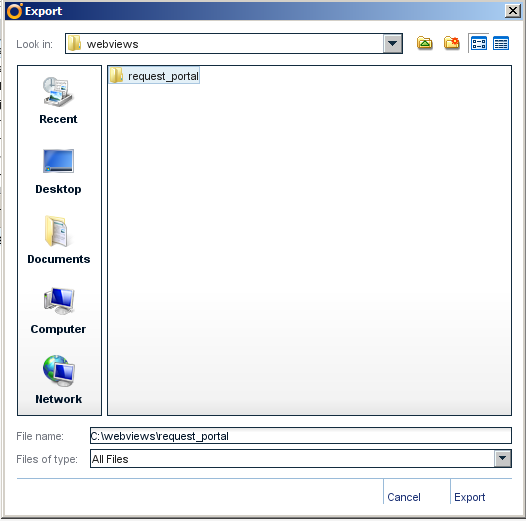 Export
Look in: webviews
request_portal
Recent
Desktop
Documents
Computer
Network
File name: C:\webviews\request_portal
Files of type: All Files
Cancel Export